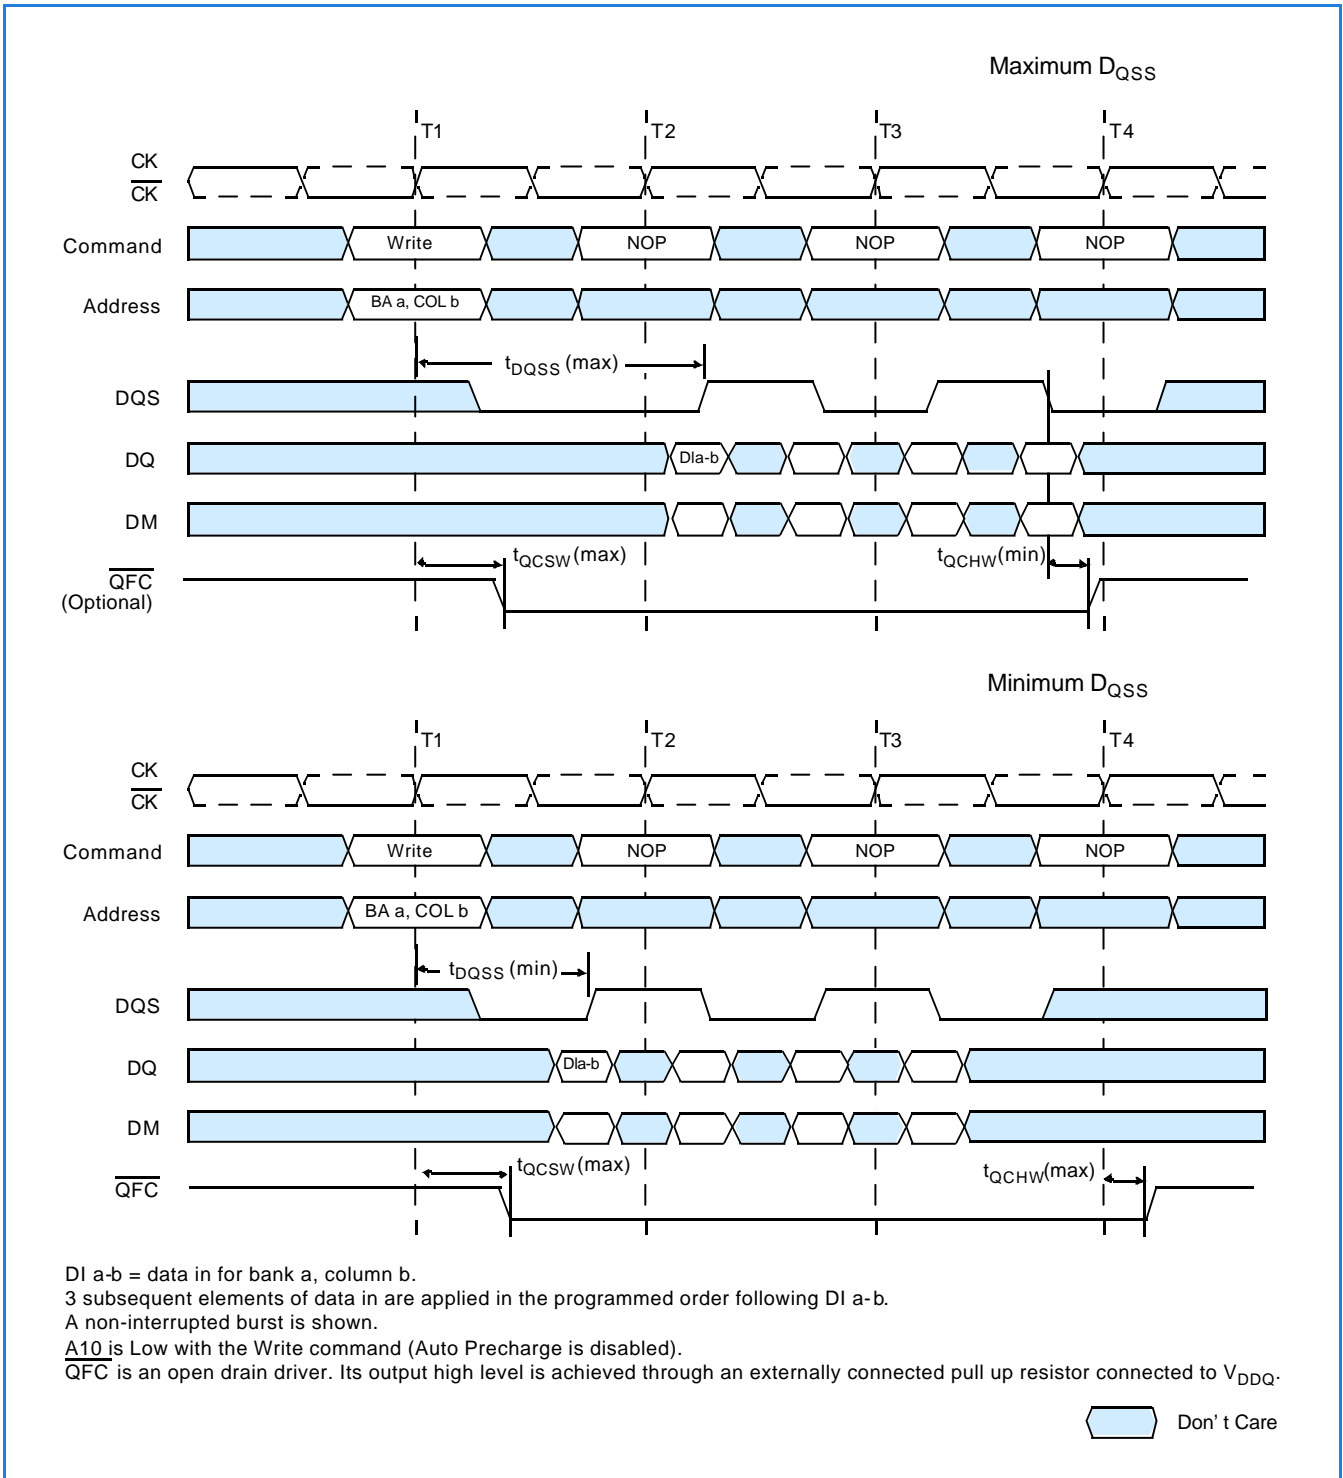 Maximum DQSS
T1 T2 T3 T4
CK
CK
Command Write NOP NOP NOP
Address BA a, COL b
tDQSS (max)
DQS
DQ DIa-b
DM
tQCSW(max) tQCHW(min)
QFC
(Optional)
Minimum DQSS
T1 T2 T3 T4
CK
CK
Command Write NOP NOP NOP
Address BA a, COL b
tDQSS (min)
DQS
DQ DIa-b
DM
tQCSW(max) tQCHW(max)
QFC
DI a-b = data in for bank a, column b.
3 subsequent elements of data in are applied in the programmed order following DI a-b.
A non-interrupted burst is shown.
A10 is Low with the Write command (Auto Precharge is disabled).
QFC is an open drain driver. Its output high level is achieved through an externally connected pull up resistor connected to VDDQ.
Don' t Care